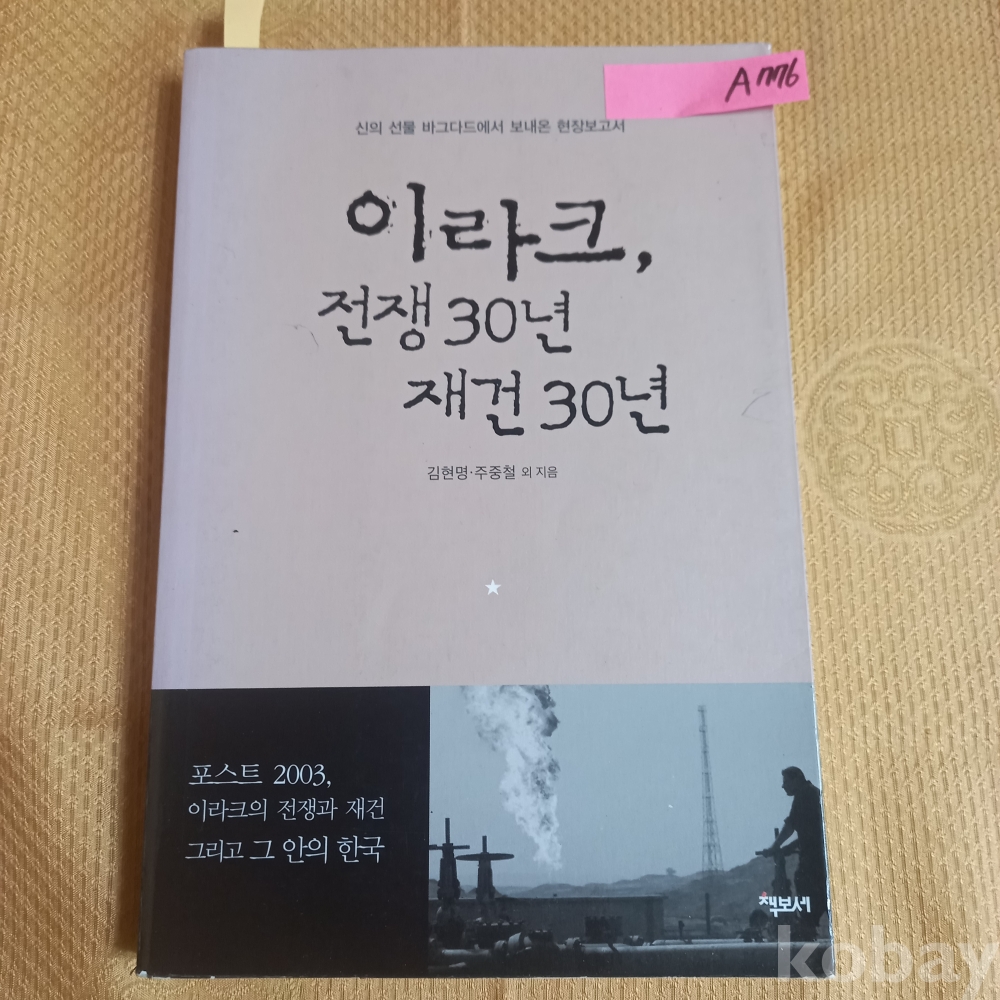 A776
신의 선물 바그다드에서 보내온 현장보고서
이라크,
전쟁 30년
재건 30년
김현명·주중철 외 지음
포스트 2003,
이라크의 전쟁과 재건
그리고 그 안의 한국
책보세
kobay